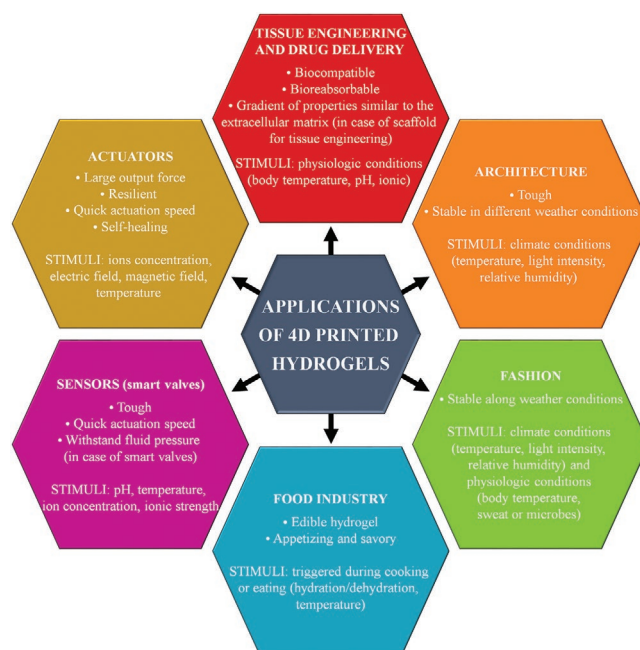 TISSUE ENGINEERING
AND DRUG DELIVERY
• Biocompatible
• Bioreabsorbable
• Gradient of properties similar to the
extracellular matrix (in case of scaffold
for tissue engineering)
STIMULI: physiologic conditions
(body temperature, pH, ionic)
ACTUATORS
• Large output force
• Resilient
• Quick actuation speed
• Self-healing
STIMULI: ions concentration,
electric field, magnetic field,
temperature
ARCHITECTURE
• Tough
• Stable in different weather conditions
STIMULI: climate conditions
(temperature, light intensity,
relative humidity)
APPLICATIONS
OF 4D PRINTED
HYDROGELS
SENSORS (smart valves)
• Tough
• Quick actuation speed
• Withstand fluid pressure
(in case of smart valves)
STIMULI: pH, temperature,
ion concentration, ionic strength
FASHION
• Stable along weather conditions
STIMULI: climate conditions
(temperature, light intensity,
relative humidity) and
physiologic conditions
(body temperature,
sweat or microbes)
FOOD INDUSTRY
• Edible hydrogel
• Appetizing and savory
STIMULI: triggered during cooking
or eating (hydration/dehydration,
temperature)